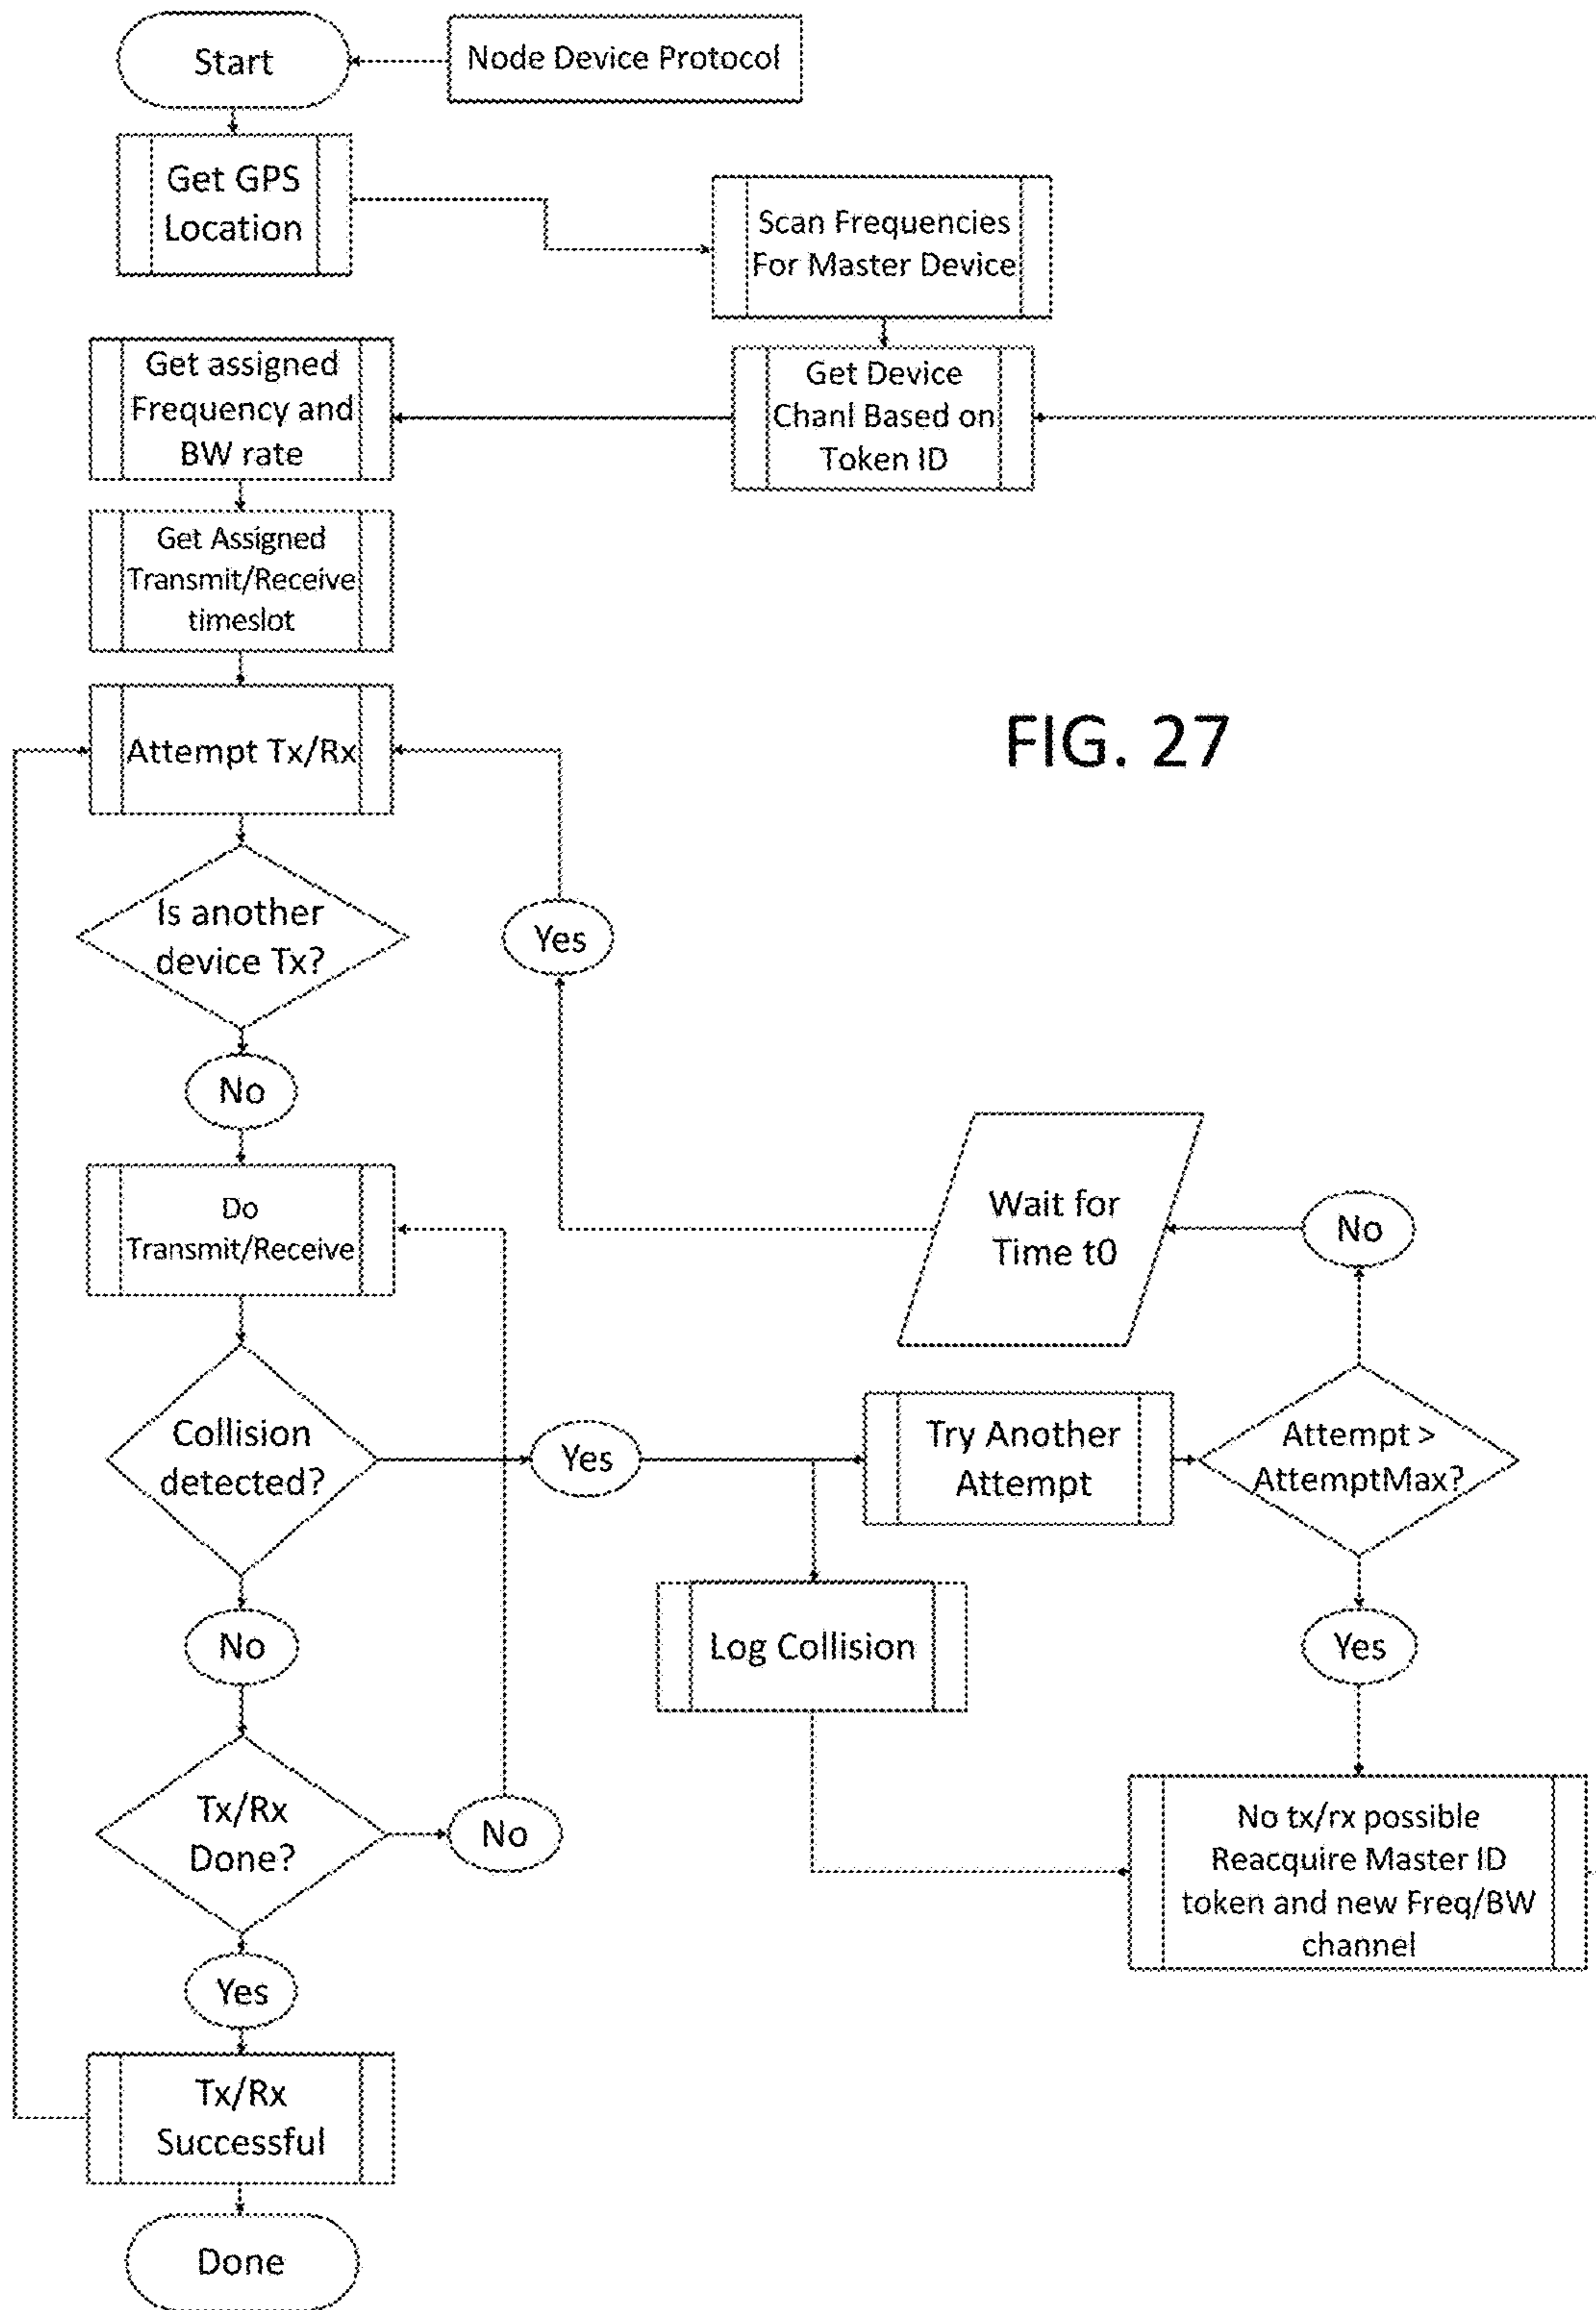 Start
Node Device Protocol
Get GPS
Location
Scan Frequencies
For Master Device
Get assigned
Frequency and
BW rate
Get Device
Chanl Based on
Token ID
Get Assigned
Transmit/Receive
timeslot
Attempt Tx/Rx
FIG. 27
Is another
device Tx?
Yes
No
Do
Transmit/Receive
Wait for
Time t0
No
Collision
detected?
Yes
Try Another
Attempt
Attempt >
AttemptMax?
No
Log Collision
Yes
Tx/Rx
Done?
No
No tx/rx possible
Reacquire Master ID
token and new Freq/BW
channel
Yes
Tx/Rx
Successful
Done